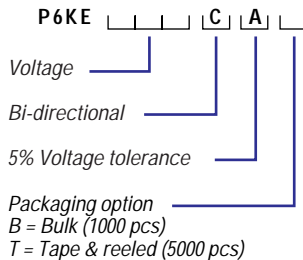 P6KE C A
Voltage
Bi-directional
5% Voltage tolerance
Packaging option
B = Bulk (1000 pcs)
T = Tape & reeled (5000 pcs)